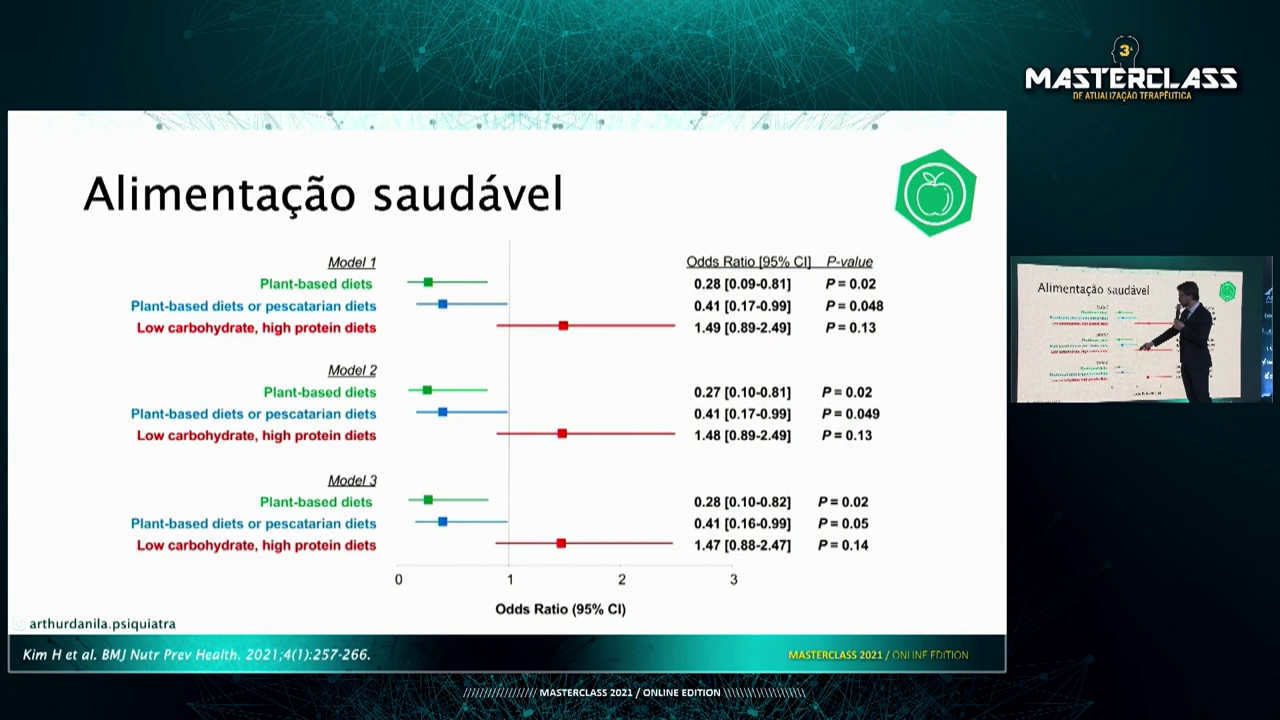 3ª
MASTERCLASS
DE ATUALIZAÇÃO TERAPÊUTICA
Alimentação saudável
Model 1
Odds Ratio [95% CI] P-value
Plant-based diets 0.28 [0.09-0.81] P = 0.02
Plant-based diets or pescatarian diets 0.41 [0.17-0.99] P = 0.048
Low carbohydrate, high protein diets 1.49 [0.89-2.49] P = 0.13
Model 2
Plant-based diets 0.27 [0.10-0.81] P = 0.02
Plant-based diets or pescatarian diets 0.41 [0.17-0.99] P = 0.049
Low carbohydrate, high protein diets 1.48 [0.89-2.49] P = 0.13
Model 3
Plant-based diets 0.28 [0.10-0.82] P = 0.02
Plant-based diets or pescatarian diets 0.41 [0.16-0.99] P = 0.05
Low carbohydrate, high protein diets 1.47 [0.88-2.47] P = 0.14
0 1 2 3
Odds Ratio (95% CI)
arthurdanila.psiquiatra
Kim H et al. BMJ Nutr Prev Health. 2021;4(1):257-266.
MASTERCLASS 2021 / ONLINE EDITION
Alimentação saudável
////////////////// MASTERCLASS 2021 / ONLINE EDITION \\\\\\\\\\\\\\\\\\